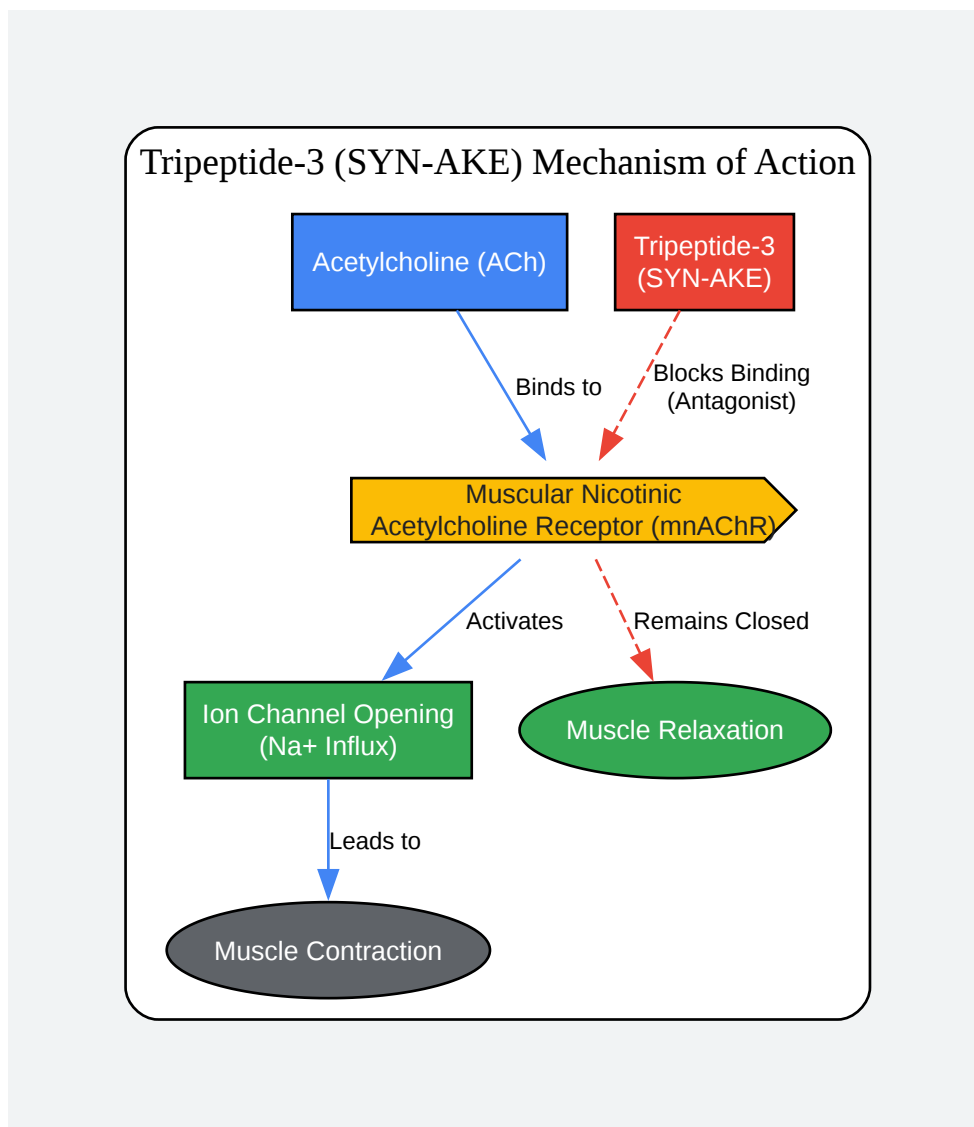 Tripeptide-3 (SYN-AKE) Mechanism of Action
Acetylcholine (ACh)
Tripeptide-3
(SYN-AKE)
Binds to
Blocks Binding
(Antagonist)
Muscular Nicotinic
Acetylcholine Receptor (mnAChR)
Activates
Remains Closed
Ion Channel Opening
(Na+ Influx)
Muscle Relaxation
Leads to
Muscle Contraction